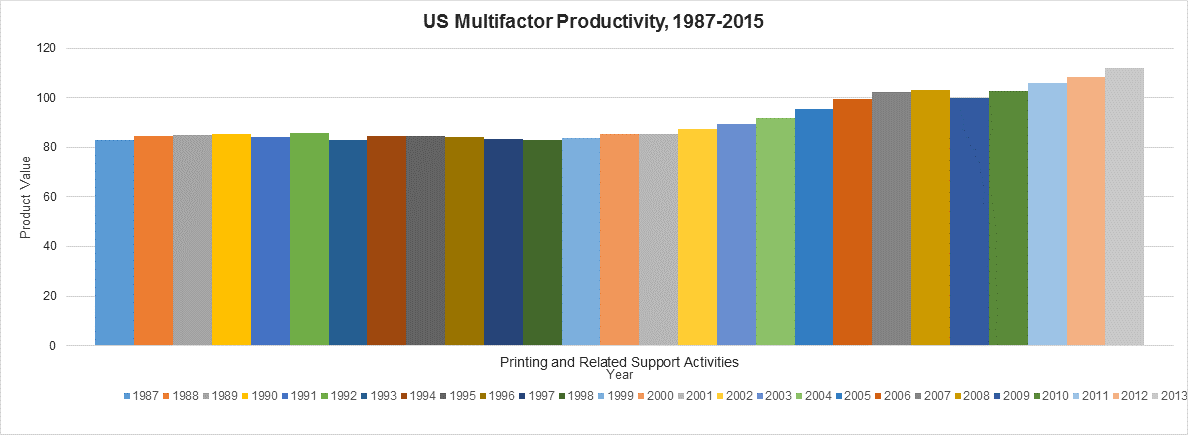 US Multifactor Productivity, 1987-2015
120
100
80
60
40
20
0
Product Value
Printing and Related Support Activities
Year
1987 1988 1989 1990 1991 1992 1993 1994 1995 1996 1997 1998 1999 2000 2001 2002 2003 2004 2005 2006 2007 2008 2009 2010 2011 2012 2013